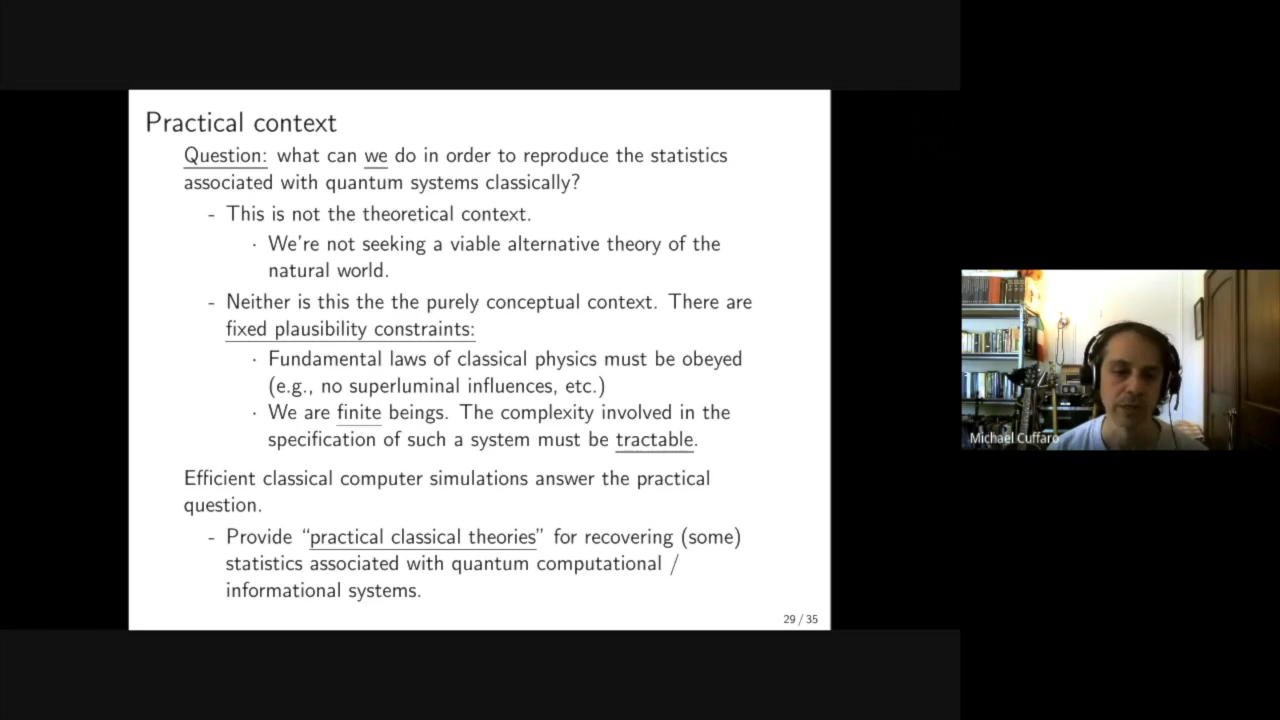 Practical context
Question: what can we do in order to reproduce the statistics
associated with quantum systems classically?
- This is not the theoretical context.
· We're not seeking a viable alternative theory of the
natural world.
- Neither is this the the purely conceptual context. There are
fixed plausibility constraints:
· Fundamental laws of classical physics must be obeyed
(e.g., no superluminal influences, etc.)
· We are finite beings. The complexity involved in the
specification of such a system must be tractable.
Efficient classical computer simulations answer the practical
question.
- Provide “practical classical theories” for recovering (some)
statistics associated with quantum computational /
informational systems.
29 / 35
Michael Cuffaro